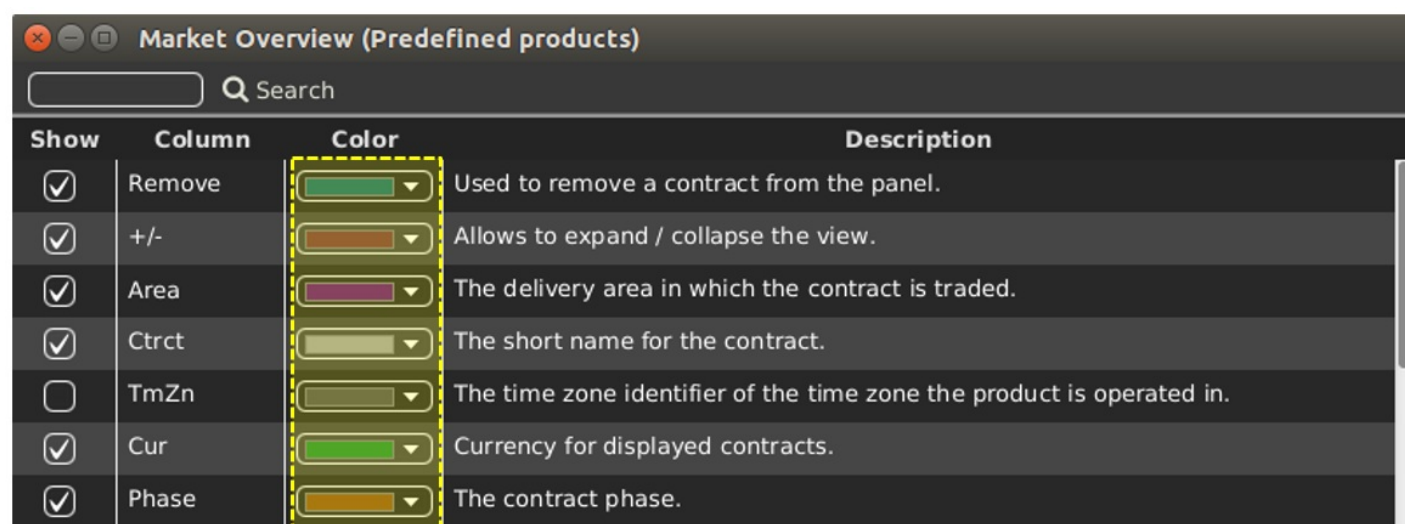 Market Overview (Predefined products)
Search
Show Column Color Description
Remove Used to remove a contract from the panel.
+/- Allows to expand / collapse the view.
Area The delivery area in which the contract is traded.
Ctrct The short name for the contract.
TmZn The time zone identifier of the time zone the product is operated in.
Cur Currency for displayed contracts.
Phase The contract phase.